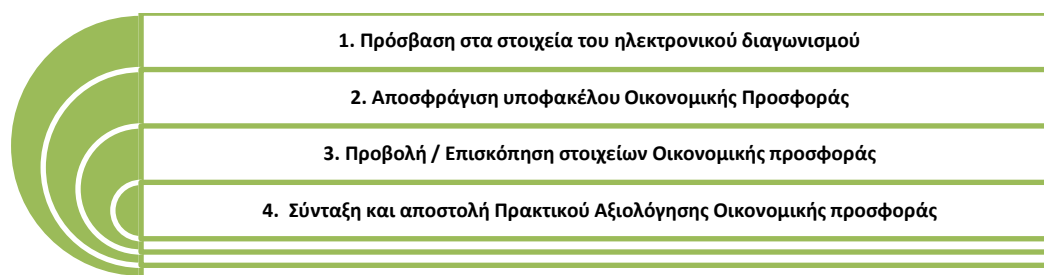 1. Πρόσβαση στα στοιχεία του ηλεκτρονικού διαγωνισμού
2. Αποσφράγιση υποφακέλου Οικονομικής Προσφοράς
3. Προβολή / Επισκόπηση στοιχείων Οικονομικής προσφοράς
4. Σύνταξη και αποστολή Πρακτικού Αξιολόγησης Οικονομικής προσφοράς